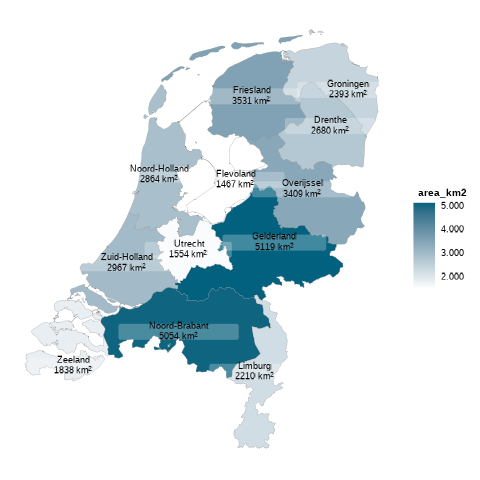 Friesland
3531 km²
Groningen
2393 km²
Drenthe
2680 km²
Noord-Holland
2864 km²
Flevoland
1467 km²
Overijssel
3409 km²
Utrecht
1554 km²
Gelderland
5119 km²
Zuid-Holland
2967 km²
Noord-Brabant
5054 km²
Zeeland
1838 km²
Limburg
2210 km²
area_km2
5.000
4.000
3.000
2.000